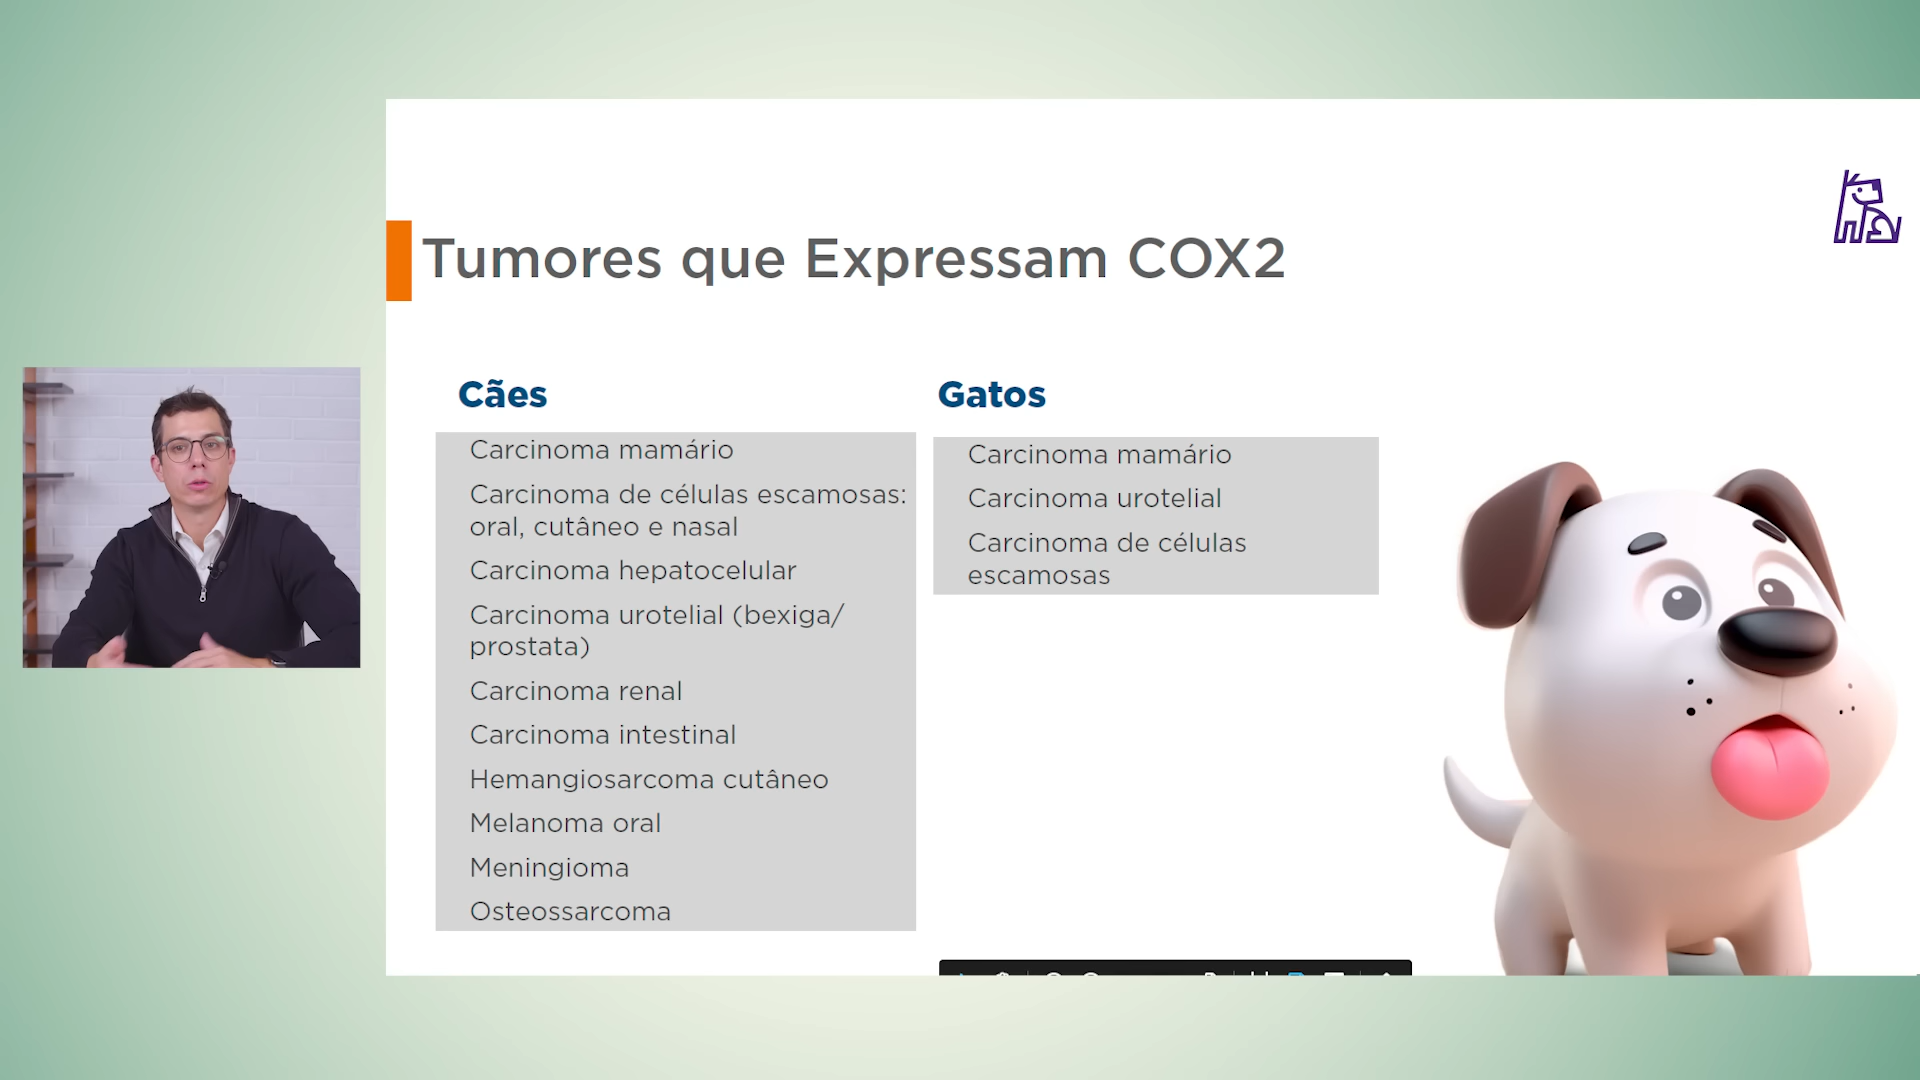 Tumores que Expressam COX2
Cães
Carcinoma mamário
Carcinoma de células escamosas:
oral, cutâneo e nasal
Carcinoma hepatocelular
Carcinoma urotelial (bexiga/
prostata)
Carcinoma renal
Carcinoma intestinal
Hemangiosarcoma cutâneo
Melanoma oral
Meningioma
Osteossarcoma
Gatos
Carcinoma mamário
Carcinoma urotelial
Carcinoma de células
escamosas